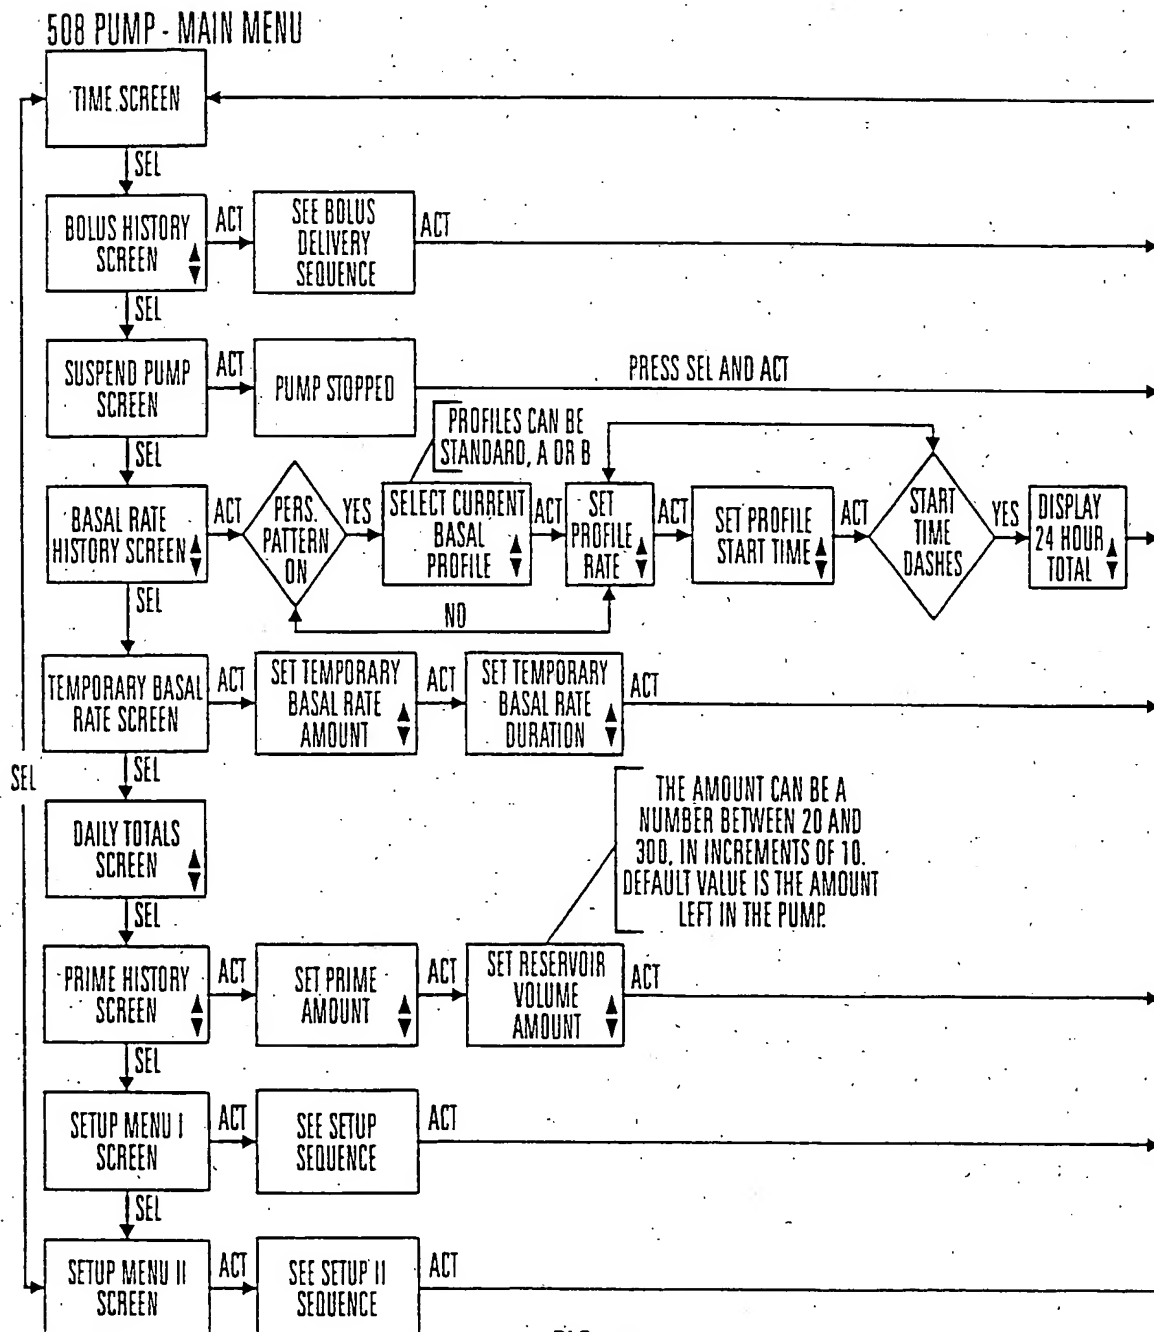 508 PUMP - MAIN MENU
TIME SCREEN
SEL
BOLUS HISTORY
SCREEN
ACT
SEE BOLUS
DELIVERY
SEQUENCE
ACT
SEL
SUSPEND PUMP
SCREEN
ACT
PUMP STOPPED
PRESS SEL AND ACT
SEL
PROFILES CAN BE
STANDARD, A OR B
BASAL RATE
HISTORY SCREEN
ACT
PERS.
PATTERN
ON
YES
SELECT CURRENT
BASAL
PROFILE
ACT
SET
PROFILE
RATE
ACT
SET PROFILE
START TIME
ACT
START
TIME
DASHES
YES
DISPLAY
24 HOUR
TOTAL
NO
SEL
TEMPORARY BASAL
RATE SCREEN
ACT
SET TEMPORARY
BASAL RATE
AMOUNT
ACT
SET TEMPORARY
BASAL RATE
DURATION
ACT
SEL
SEL
DAILY TOTALS
SCREEN
THE AMOUNT CAN BE A
NUMBER BETWEEN 20 AND
300, IN INCREMENTS OF 10.
DEFAULT VALUE IS THE AMOUNT
LEFT IN THE PUMP.
SEL
PRIME HISTORY
SCREEN
ACT
SET PRIME
AMOUNT
ACT
SET RESERVOIR
VOLUME
AMOUNT
ACT
SEL
SETUP MENU I
SCREEN
ACT
SEE SETUP
SEQUENCE
ACT
SEL
SETUP MENU II
SCREEN
ACT
SEE SETUP II
SEQUENCE
ACT